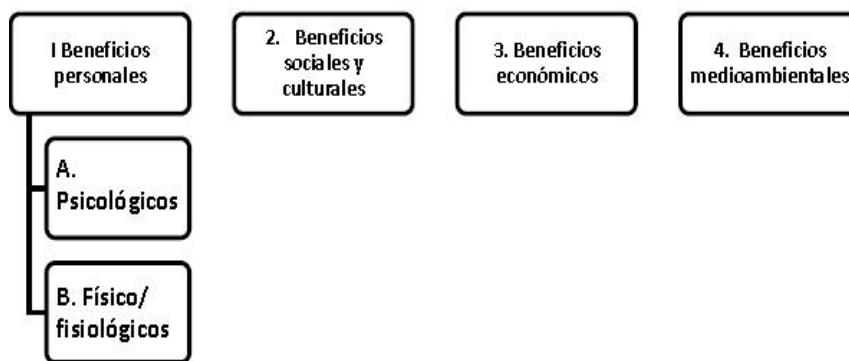 I Beneficios
personales
2. Beneficios
sociales y
culturales
3. Beneficios
económicos
4. Beneficios
medioambientales
A.
Psicológicos
B. Físico/
fisiológicos